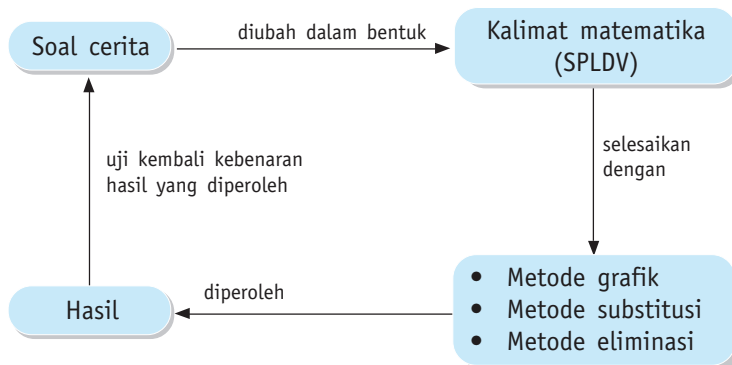 Soal cerita
diubah dalam bentuk
Kalimat matematika
(SPLDV)
selesaikan
dengan
• Metode grafik
• Metode substitusi
• Metode eliminasi
diperoleh
Hasil
uji kembali kebenaran
hasil yang diperoleh